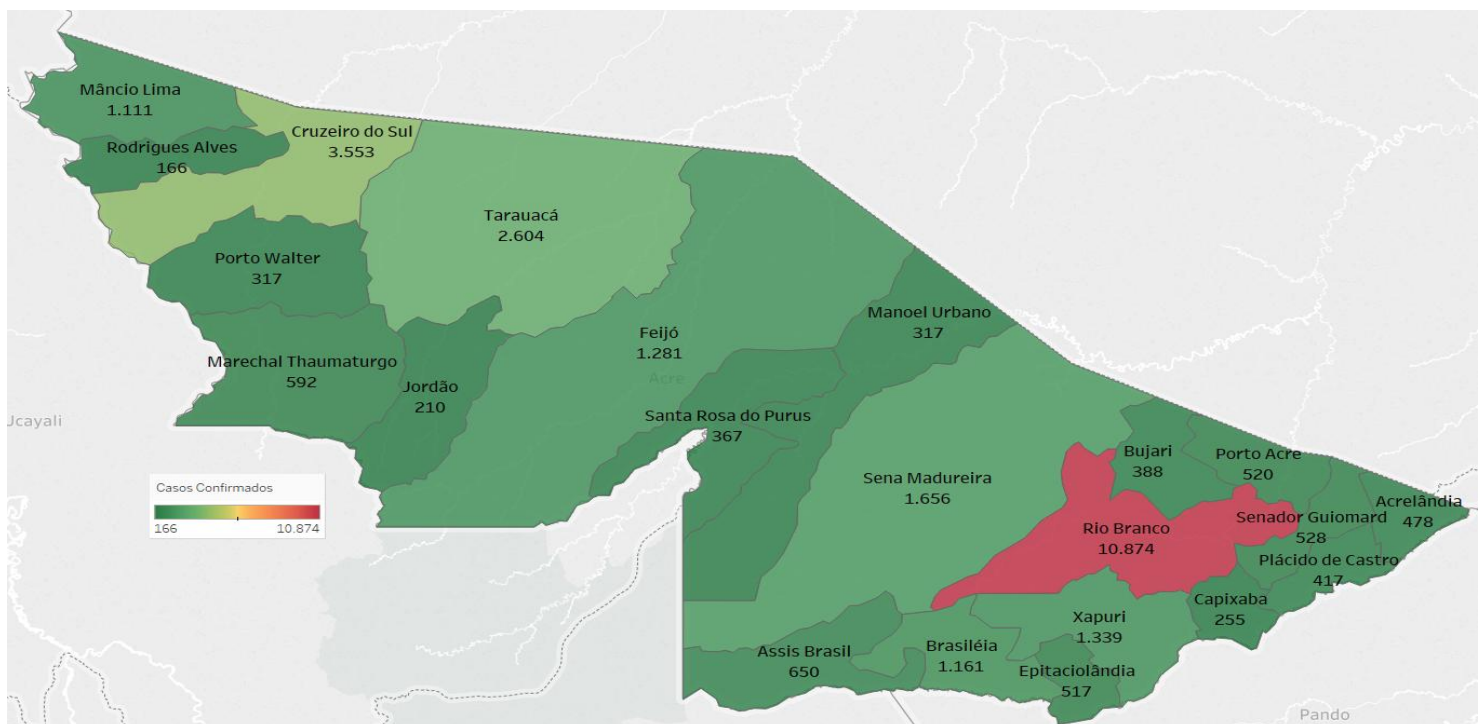 Mâncio Lima
1.111
Cruzeiro do Sul
3.553
Rodrigues Alves
166
Tarauacá
2.604
Porto Walter
317
Manoel Urbano
317
Feijó
1.281
Marechal Thaumaturgo
592
Acre
Jordão
210
Santa Rosa do Purus
367
Ucayali
Sena Madureira
1.656
Bujari
388
Porto Acre
520
Acrelândia
478
Casos Confirmados
166
10.874
Rio Branco
10.874
Senador Guiomard
528
Plácido de Castro
417
Capixaba
255
Xapuri
1.339
Assis Brasil
650
Brasiléia
1.161
Epitaciolândia
517
Pando